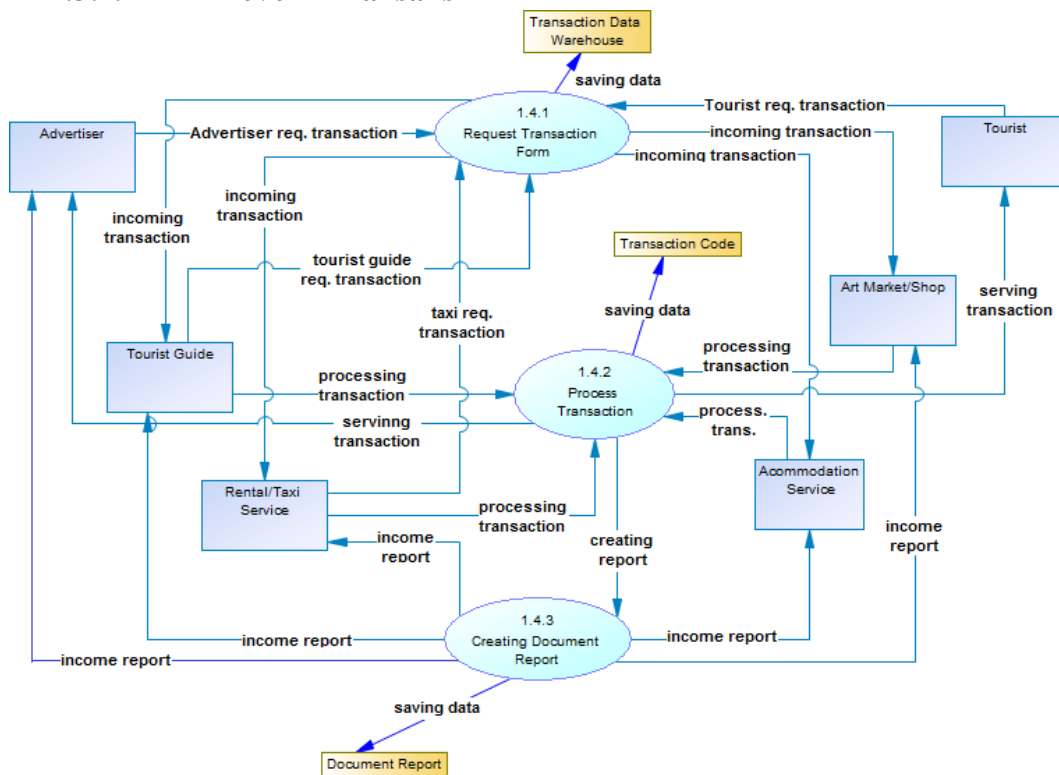 Transaction Data
Warehouse
saving data
1.4.1
Request Transaction
Form
Tourist req. transaction
Advertiser
Advertiser req. transaction
incoming transaction
Tourist
incoming transaction
incoming
transaction
incoming
transaction
tourist guide
req. transaction
Transaction Code
Art Market/Shop
serving
transaction
saving data
taxi req.
transaction
Tourist Guide
processing
transaction
processing
transaction
1.4.2
Process
Transaction
servinng
transaction
process.
trans.
Acommodation
Service
Rental/Taxi
Service
processing
transaction
income
report
creating
report
income
report
1.4.3
Creating Document
Report
income report
income report
income report
saving data
Document Report